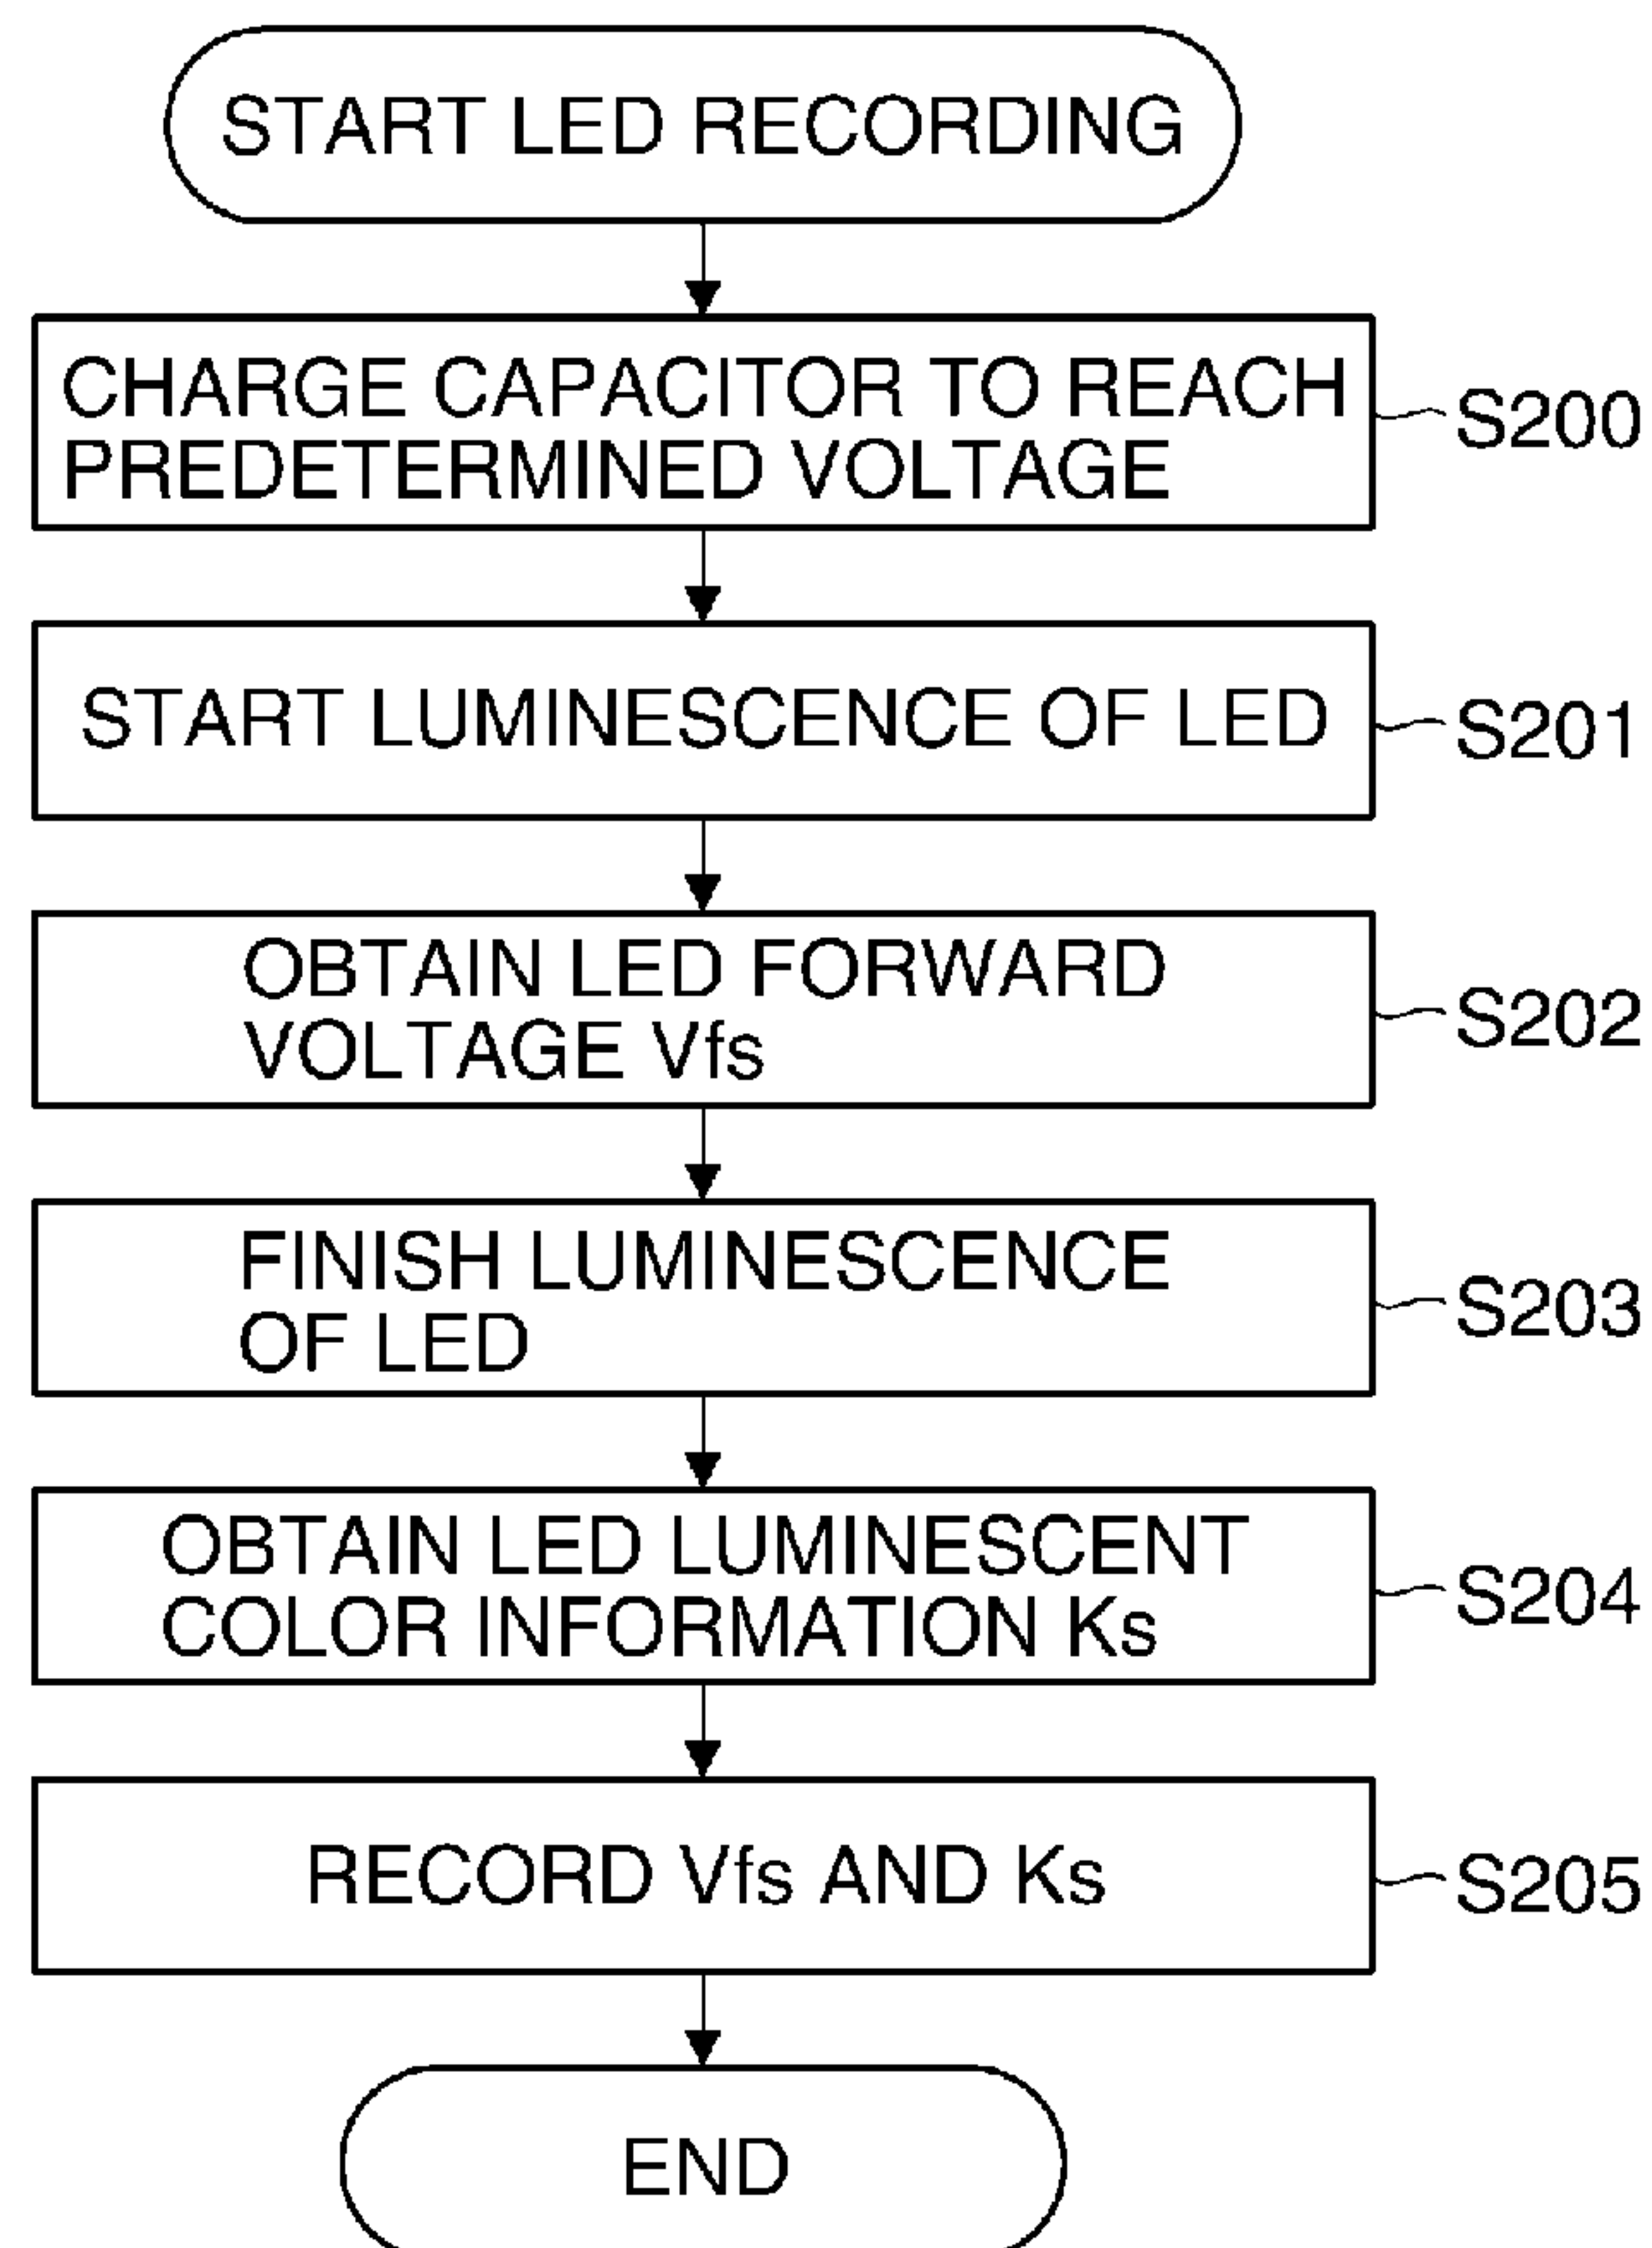 START LED RECORDING
CHARGE CAPACITOR TO REACH
PREDETERMINED VOLTAGE
S200
START LUMINESCENCE OF LED
S201
OBTAIN LED FORWARD
VOLTAGE Vfs
S202
FINISH LUMINESCENCE
OF LED
S203
OBTAIN LED LUMINESCENT
COLOR INFORMATION Ks
S204
RECORD Vfs AND Ks
S205
END